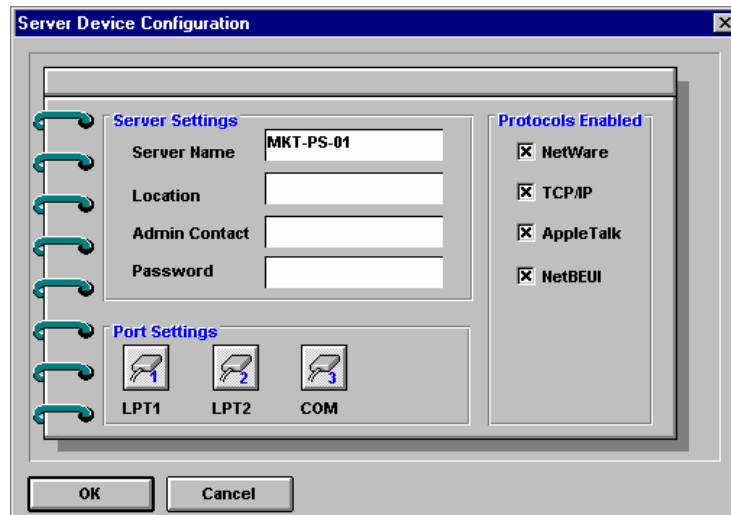 Server Device Configuration
Server Settings
Server Name MKT-PS-01
Location
Admin Contact
Password
Protocols Enabled
NetWare
TCP/IP
AppleTalk
NetBEUI
Port Settings
1 2 3
LPT1 LPT2 COM
OK Cancel